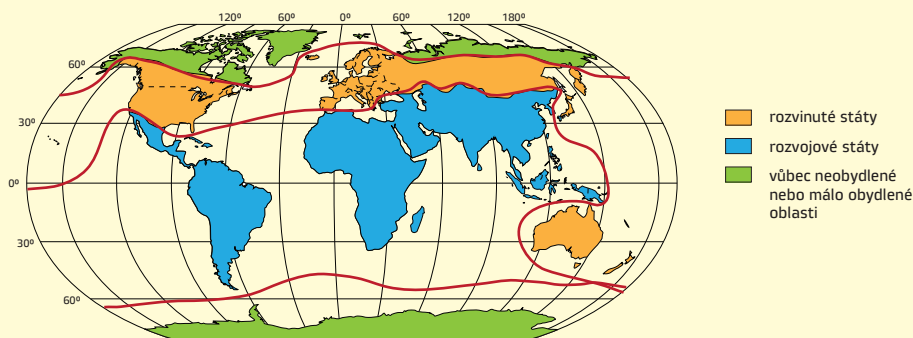 120º 60º 0º 60º 120º 180º
60º
30º
0º
30º
60º
rozvinuté státy
rozvojové státy
vůbec neobydlené
nebo málo obydlené
oblasti